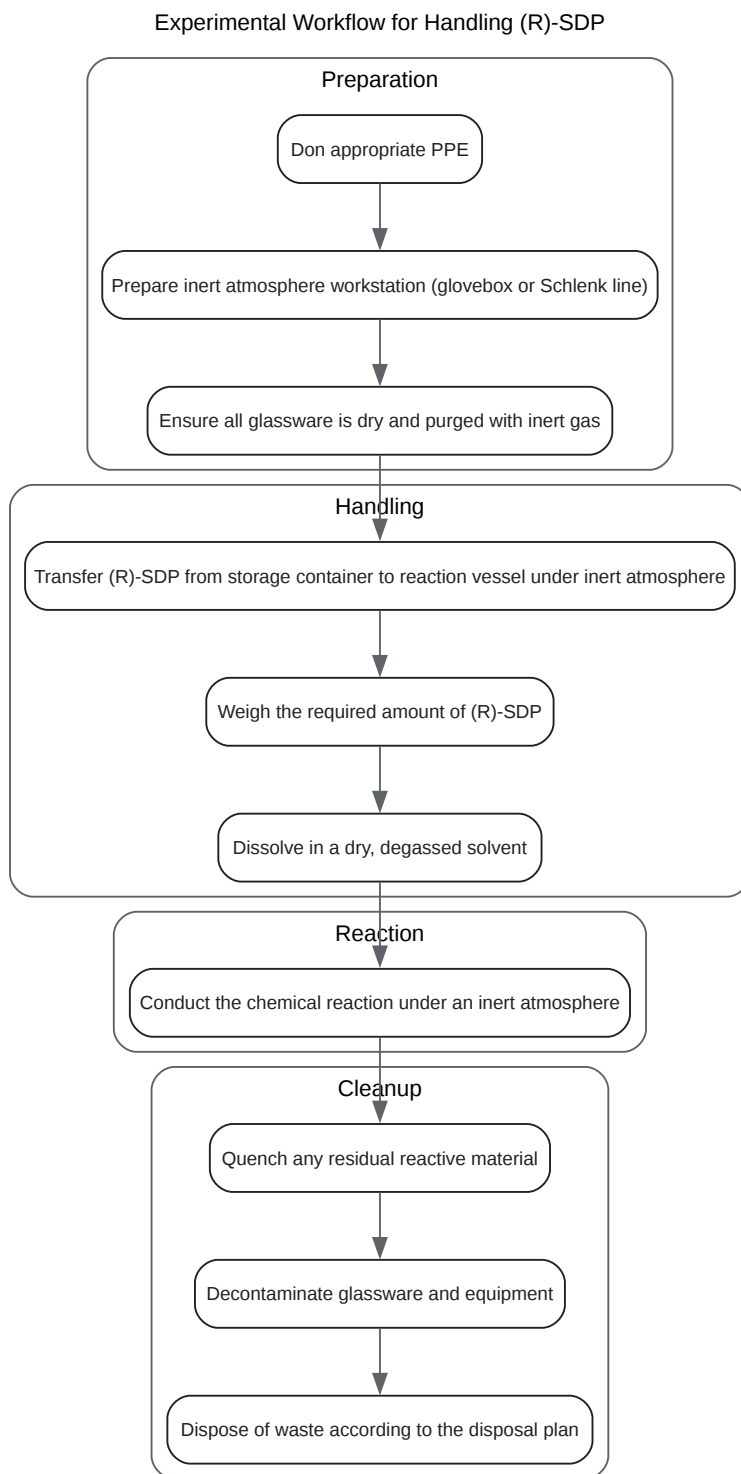 Experimental Workflow for Handling (R)-SDP
Preparation
Don appropriate PPE
Prepare inert atmosphere workstation (glovebox or Schlenk line)
Ensure all glassware is dry and purged with inert gas
Handling
Transfer (R)-SDP from storage container to reaction vessel under inert atmosphere
Weigh the required amount of (R)-SDP
Dissolve in a dry, degassed solvent
Reaction
Conduct the chemical reaction under an inert atmosphere
Cleanup
Quench any residual reactive material
Decontaminate glassware and equipment
Dispose of waste according to the disposal plan